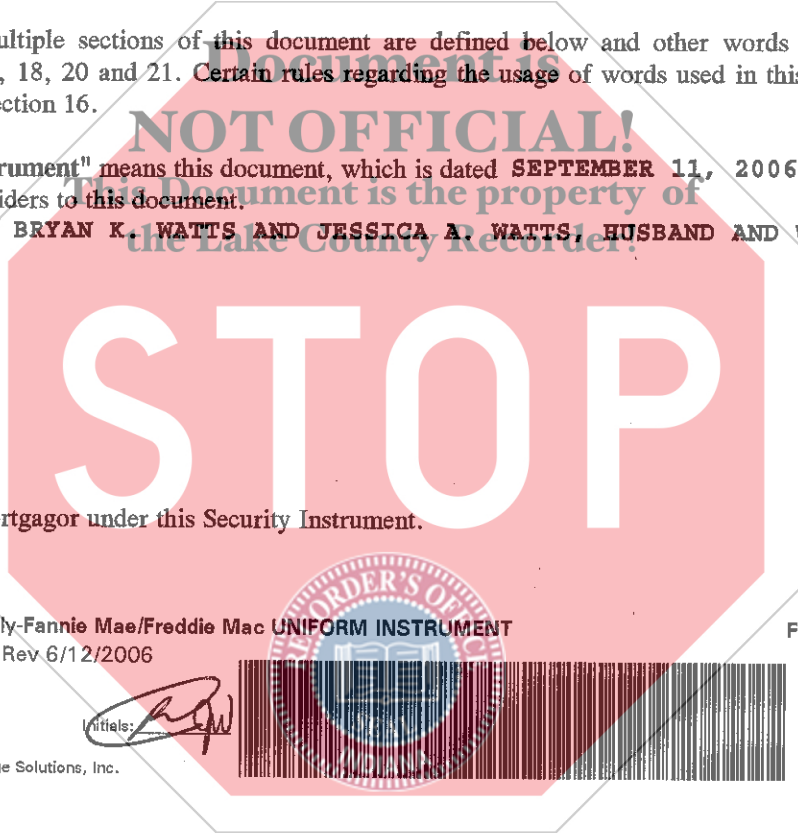 ultiple sections of this document are defined below and other words
, 18, 20 and 21. Certain rules regarding the usage of words used in this
ection 16.
Document is
NOT OFFICIAL!
This Document is the property of
the Lake County Recorder!
rument" means this document, which is dated SEPTEMBER 11, 2006
iders to this document.
BRYAN K. WATTS AND JESSICA A. WATTS, HUSBAND AND
STOP
rtgagor under this Security Instrument.
RECORDER'S OFFICE
SEAL
INDIANA
ly-Fannie Mae/Freddie Mac UNIFORM INSTRUMENT
F
Rev 6/12/2006
Initials:
ge Solutions, Inc.